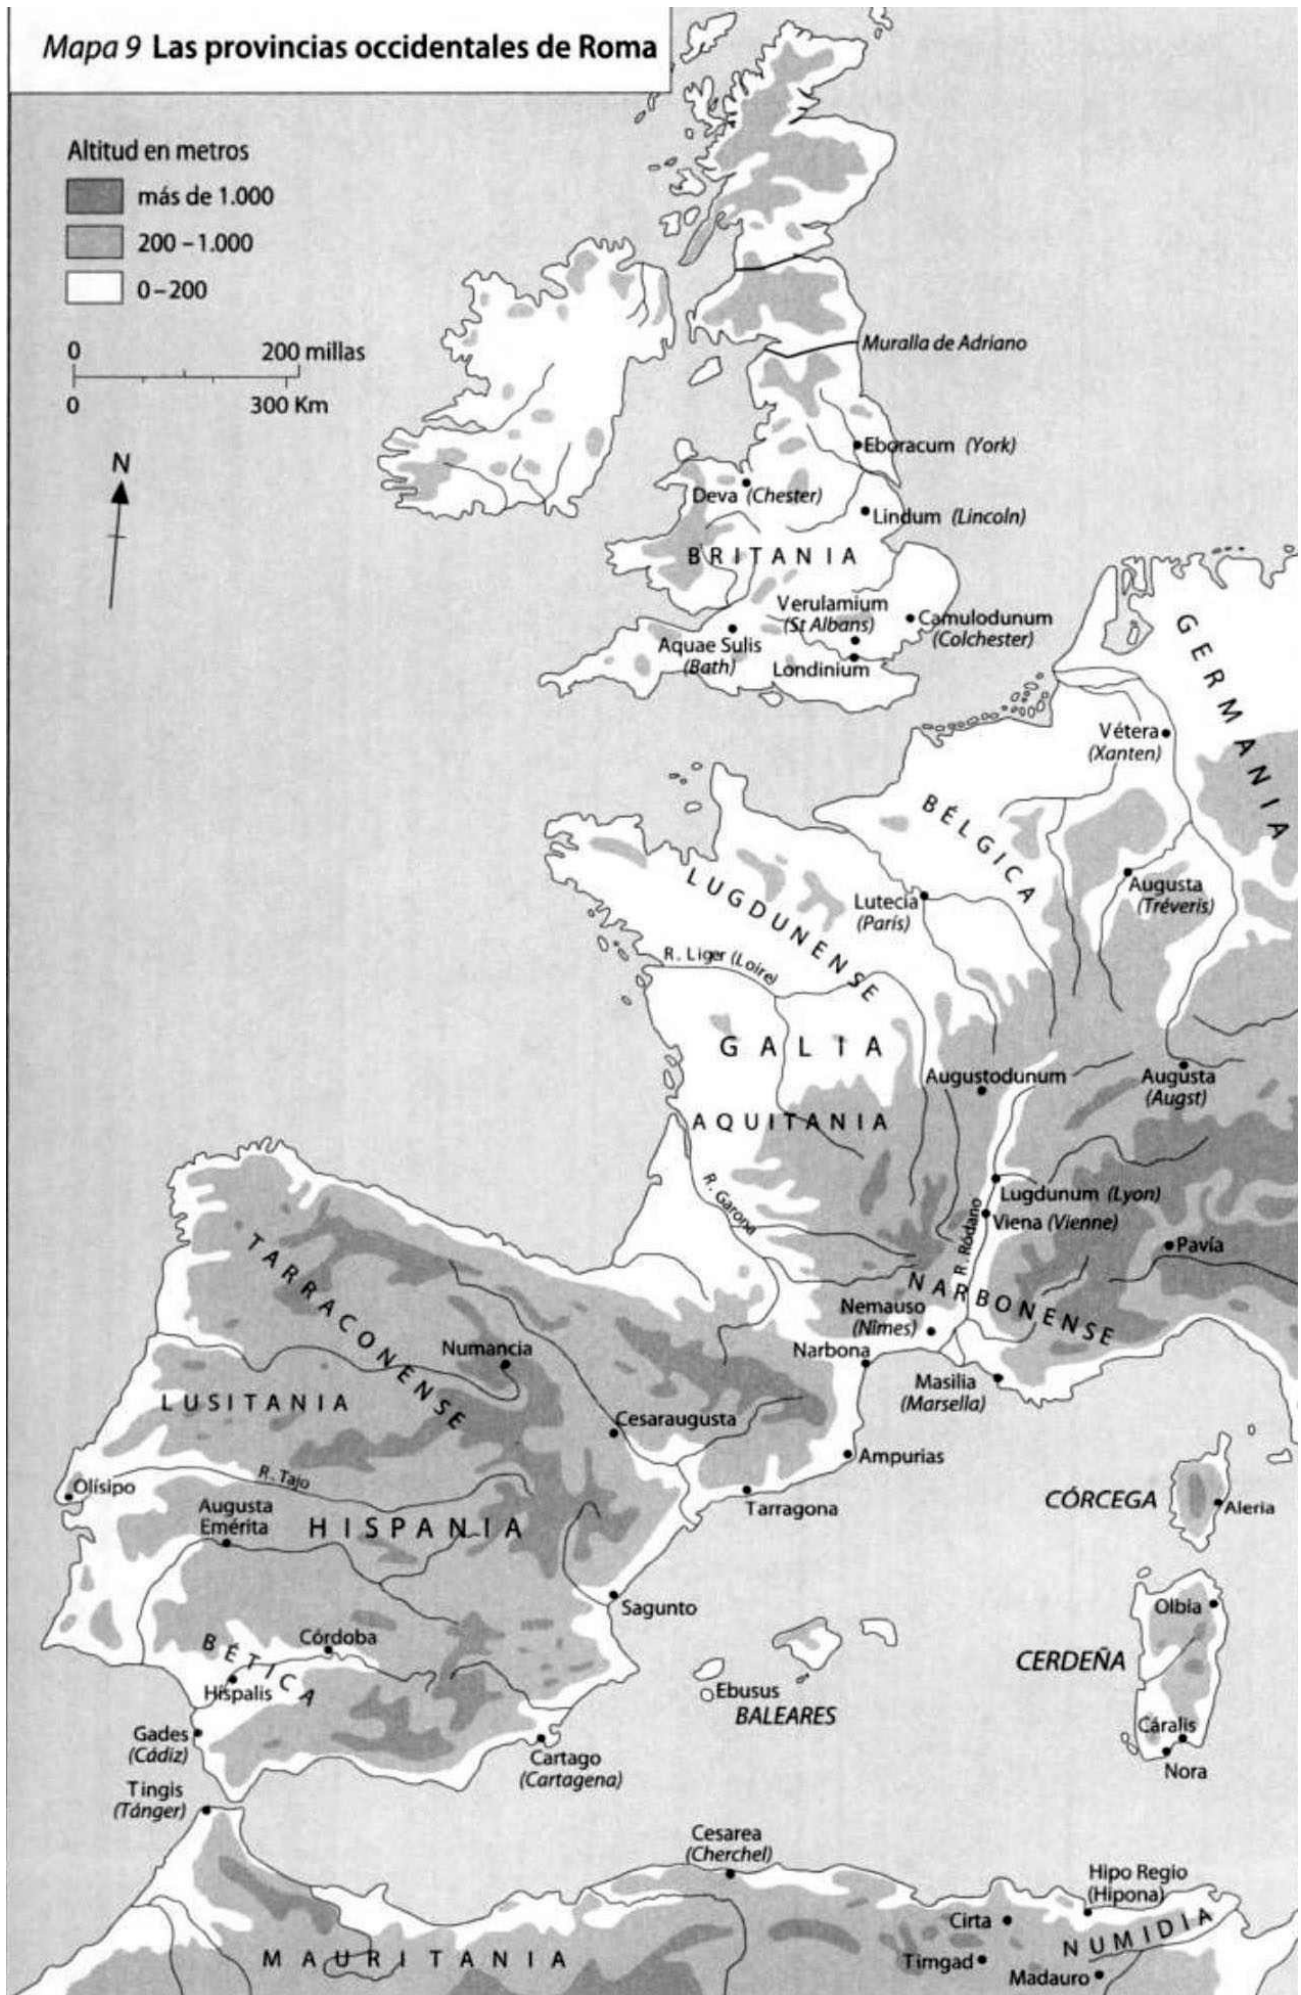 Mapa 9 Las provincias occidentales de Roma
Altitud en metros
más de 1.000
200 – 1.000
0 – 200
0 200 millas
0 300 Km
N
Muralla de Adriano
Eboracum (York)
Deva (Chester)
Lindum (Lincoln)
BRITANIA
Verulamium
(St Albans)
Camulodunum
(Colchester)
Aquae Sulis
(Bath)
Londinium
GERMANIA
Vétera
(Xanten)
BÉLGICA
Augusta
(Tréveris)
LUGDUNENSE
Lutecia
(París)
R. Liger (Loire)
GALIA
Augustodunum
Augusta
(Augst)
AQUITANIA
R. Garona
Lugdunum (Lyon)
Viena (Vienne)
R. Ródano
Pavía
TARRACONENSE
NARBONENSE
Nemauso
(Nîmes)
Numancia
Narbona
Masilia
(Marsella)
LUSITANIA
Cesaraugusta
Ampurias
Olísipo
R. Tajo
Tarragona
CÓRCEGA
Aleria
Augusta
Emérita
HISPANIA
Sagunto
Olbia
BÉTICA
Córdoba
CERDEÑA
Híspalis
Ebusus
BALEARES
Gades
(Cádiz)
Cáralis
Cartago
(Cartagena)
Nora
Tingis
(Tánger)
Cesarea
(Cherchel)
Hipo Regio
(Hipona)
Cirta
NUMIDIA
MAURITANIA
Timgad
Madauro